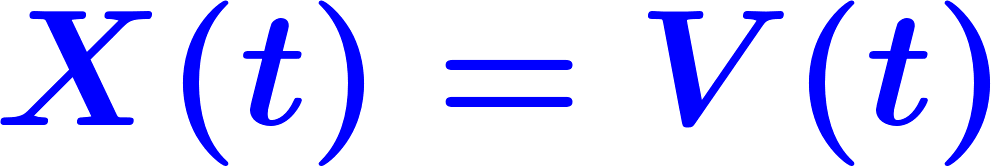 X(t) = V(t)